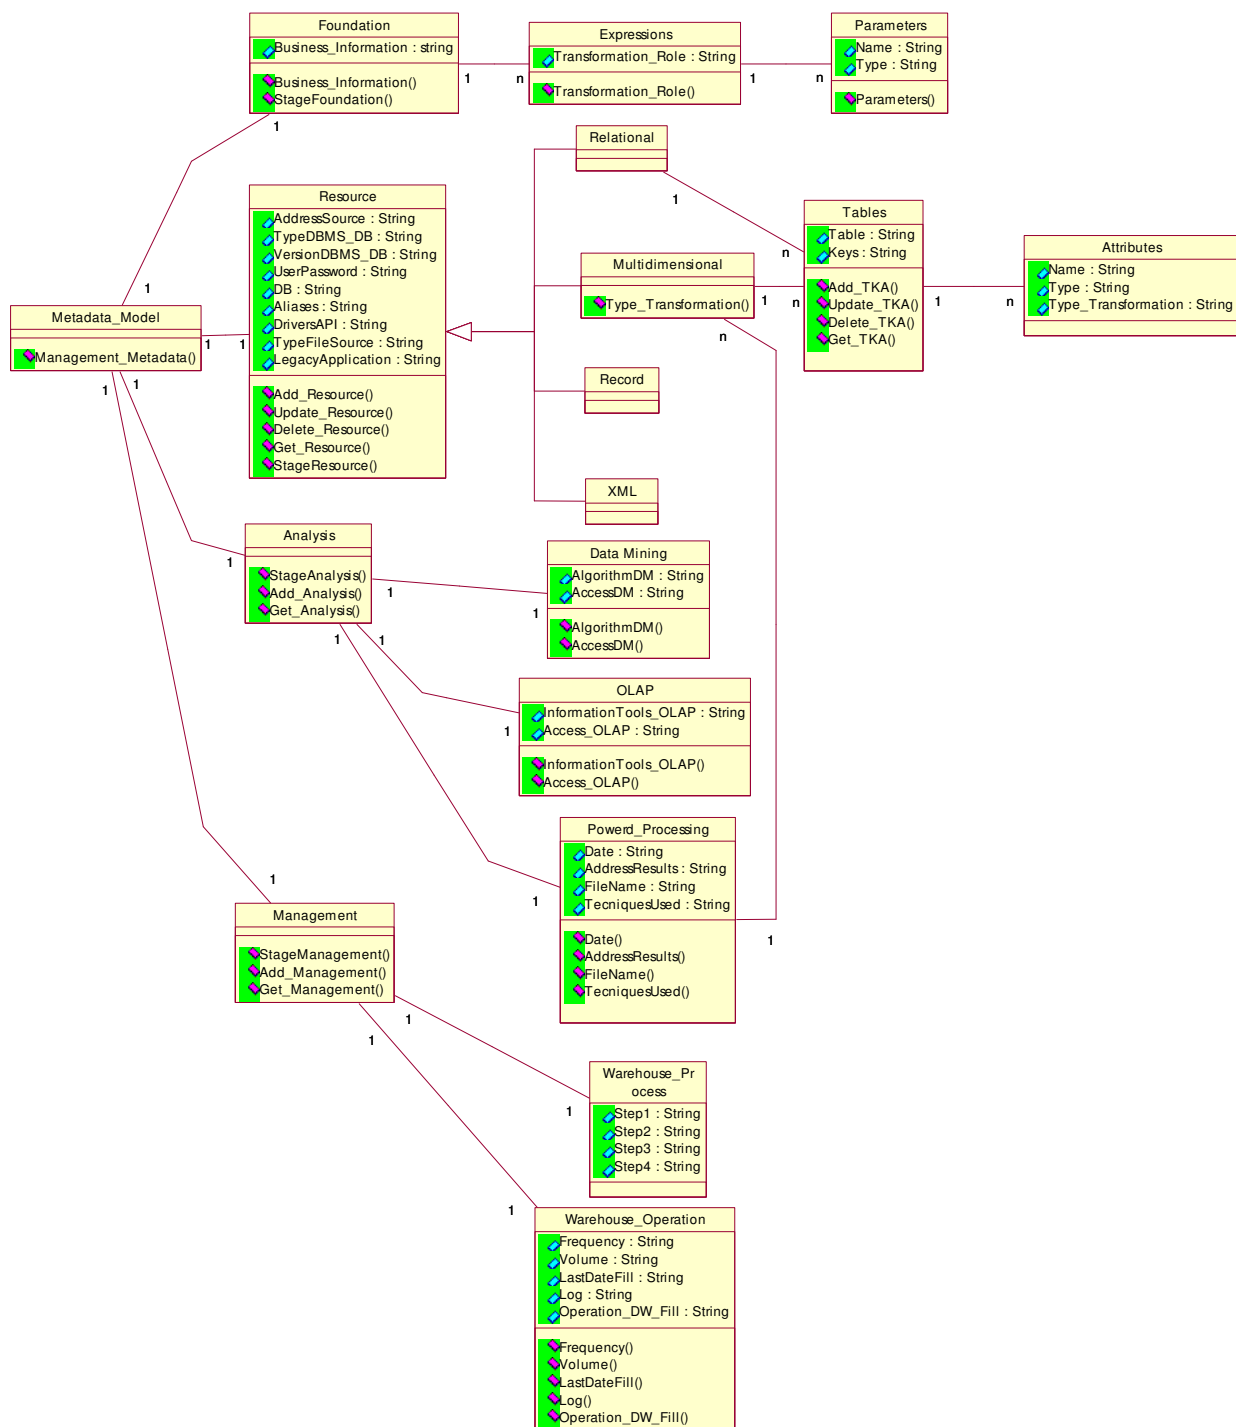 Foundation
Business_Information : string
Business_Information()
StageFoundation()
1
n
Expressions
Transformation_Role : String
Transformation_Role()
1
n
Parameters
Name : String
Type : String
Parameters()
1
1
Relational
1
n
Resource
AddressSource : String
TypeDBMS_DB : String
VersionDBMS_DB : String
UserPassword : String
DB : String
Aliases : String
DriversAPI : String
TypeFileSource : String
LegacyApplication : String
Add_Resource()
Update_Resource()
Delete_Resource()
Get_Resource()
StageResource()
Multidimensional
Type_Transformation()
1
n
n
Tables
Table : String
Keys : String
Add_TKA()
Update_TKA()
Delete_TKA()
Get_TKA()
1
n
Attributes
Name : String
Type : String
Type_Transformation : String
Metadata_Model
Management_Metadata()
1
1
1
1
Record
XML
Analysis
StageAnalysis()
Add_Analysis()
Get_Analysis()
1
1
1
1
Data Mining
AlgorithmDM : String
AccessDM : String
AlgorithmDM()
AccessDM()
1
OLAP
InformationTools_OLAP : String
Access_OLAP : String
InformationTools_OLAP()
Access_OLAP()
1
Powerd_Processing
Date : String
AddressResults : String
FileName : String
TecniquesUsed : String
Date()
AddressResults()
FileName()
TecniquesUsed()
1
1
1
Management
StageManagement()
Add_Management()
Get_Management()
1
1
Warehouse_Pr
ocess
Step1 : String
Step2 : String
Step3 : String
Step4 : String
1
1
Warehouse_Operation
Frequency : String
Volume : String
LastDateFill : String
Log : String
Operation_DW_Fill : String
Frequency()
Volume()
LastDateFill()
Log()
Operation_DW_Fill()